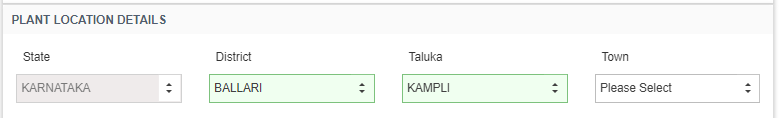 PLANT LOCATION DETAILS
State District Taluka Town
KARNATAKA BALLARI KAMPLI Please Select